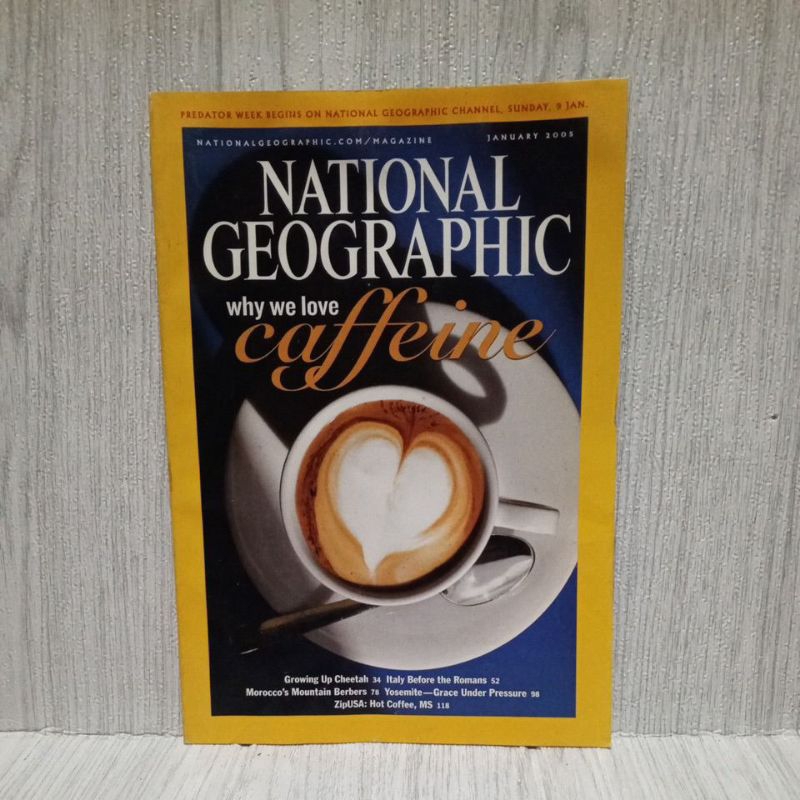 PREDATOR WEEK BEGINS ON NATIONAL GEOGRAPHIC CHANNEL, SUNDAY, 9 JAN.
NATIONALGEOGRAPHIC.COM/MAGAZINE JANUARY 2005
NATIONAL
GEOGRAPHIC
why we love
caffeine
Growing Up Cheetah 34 Italy Before the Romans 52
Morocco's Mountain Berbers 78 Yosemite—Grace Under Pressure 98
ZipUSA: Hot Coffee, MS 118